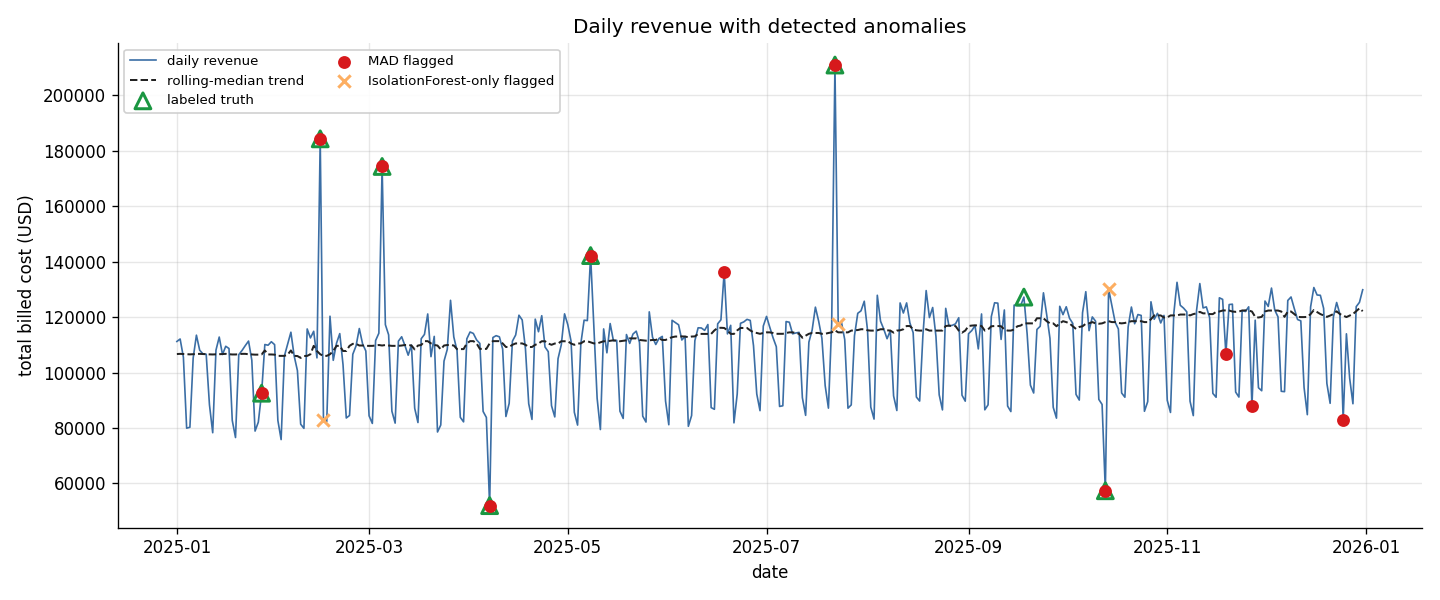 Daily revenue with detected anomalies
daily revenue
rolling-median trend
labeled truth
MAD flagged
IsolationForest-only flagged
total billed cost (USD)
200000
180000
160000
140000
120000
100000
80000
60000
2025-01
2025-03
2025-05
2025-07
2025-09
2025-11
2026-01
date